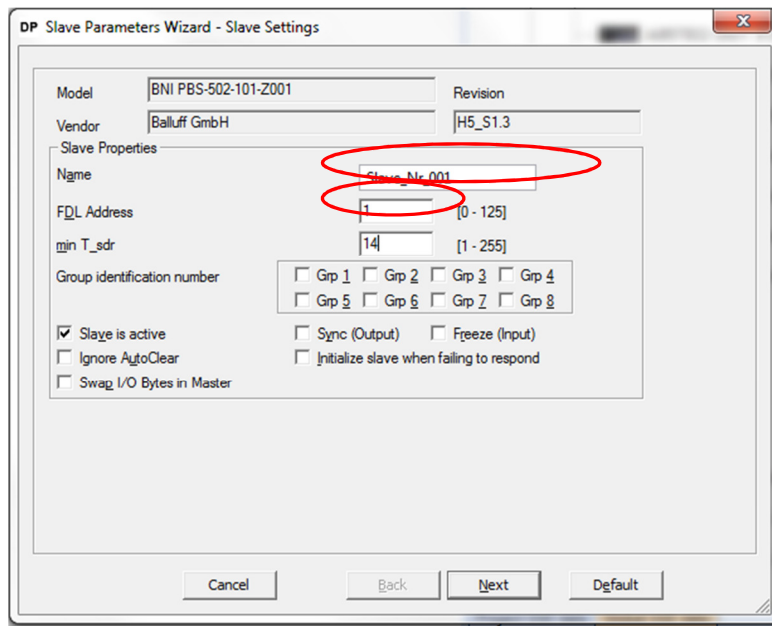 DP Slave Parameters Wizard - Slave Settings
Model BNI PBS-502-101-Z001 Revision
Vendor Balluff GmbH H5_S1.3
Slave Properties
Name Slave_Nr_001
FDL Address 1 [0 - 125]
min T_sdr 14 [1 - 255]
Group identification number Grp 1 Grp 2 Grp 3 Grp 4
Grp 5 Grp 6 Grp 7 Grp 8
Slave is active Sync (Output) Freeze (Input)
Ignore AutoClear Initialize slave when failing to respond
Swap I/O Bytes in Master
Cancel Back Next Default